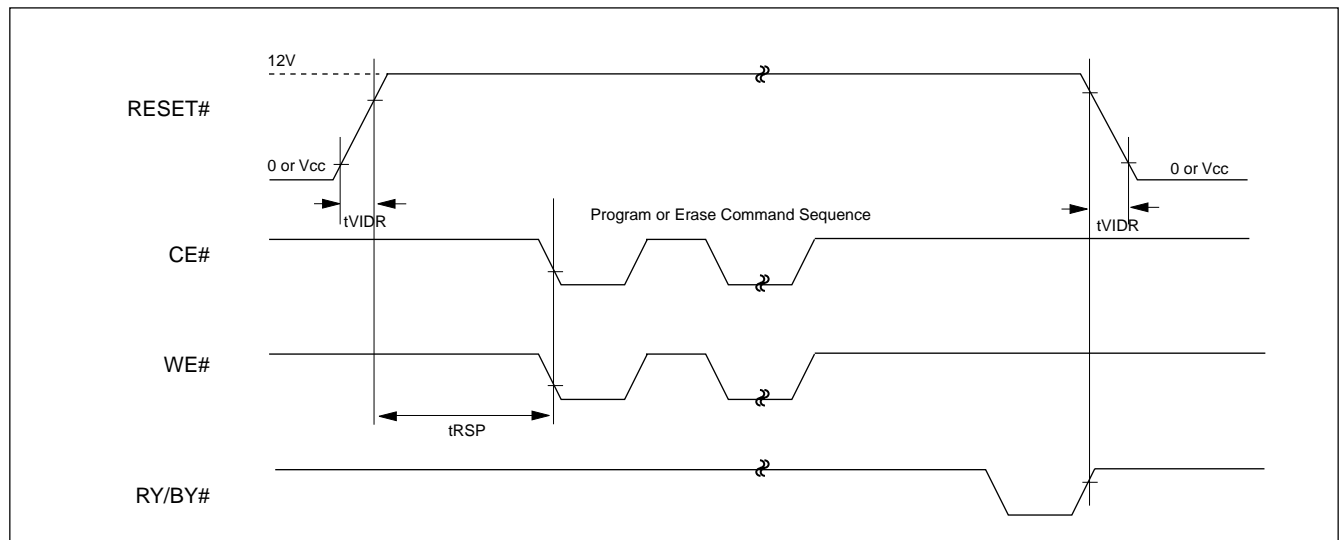 12V
RESET#
0 or Vcc
0 or Vcc
tVIDR
Program or Erase Command Sequence
tVIDR
CE#
WE#
tRSP
RY/BY#